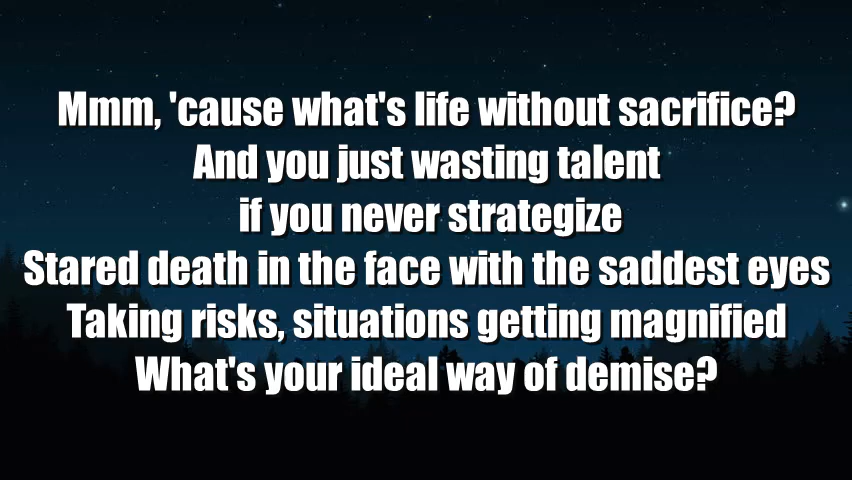 Mmm, 'cause what's life without sacrifice?
And you just wasting talent
if you never strategize
Stared death in the face with the saddest eyes
Taking risks, situations getting magnified
What's your ideal way of demise?